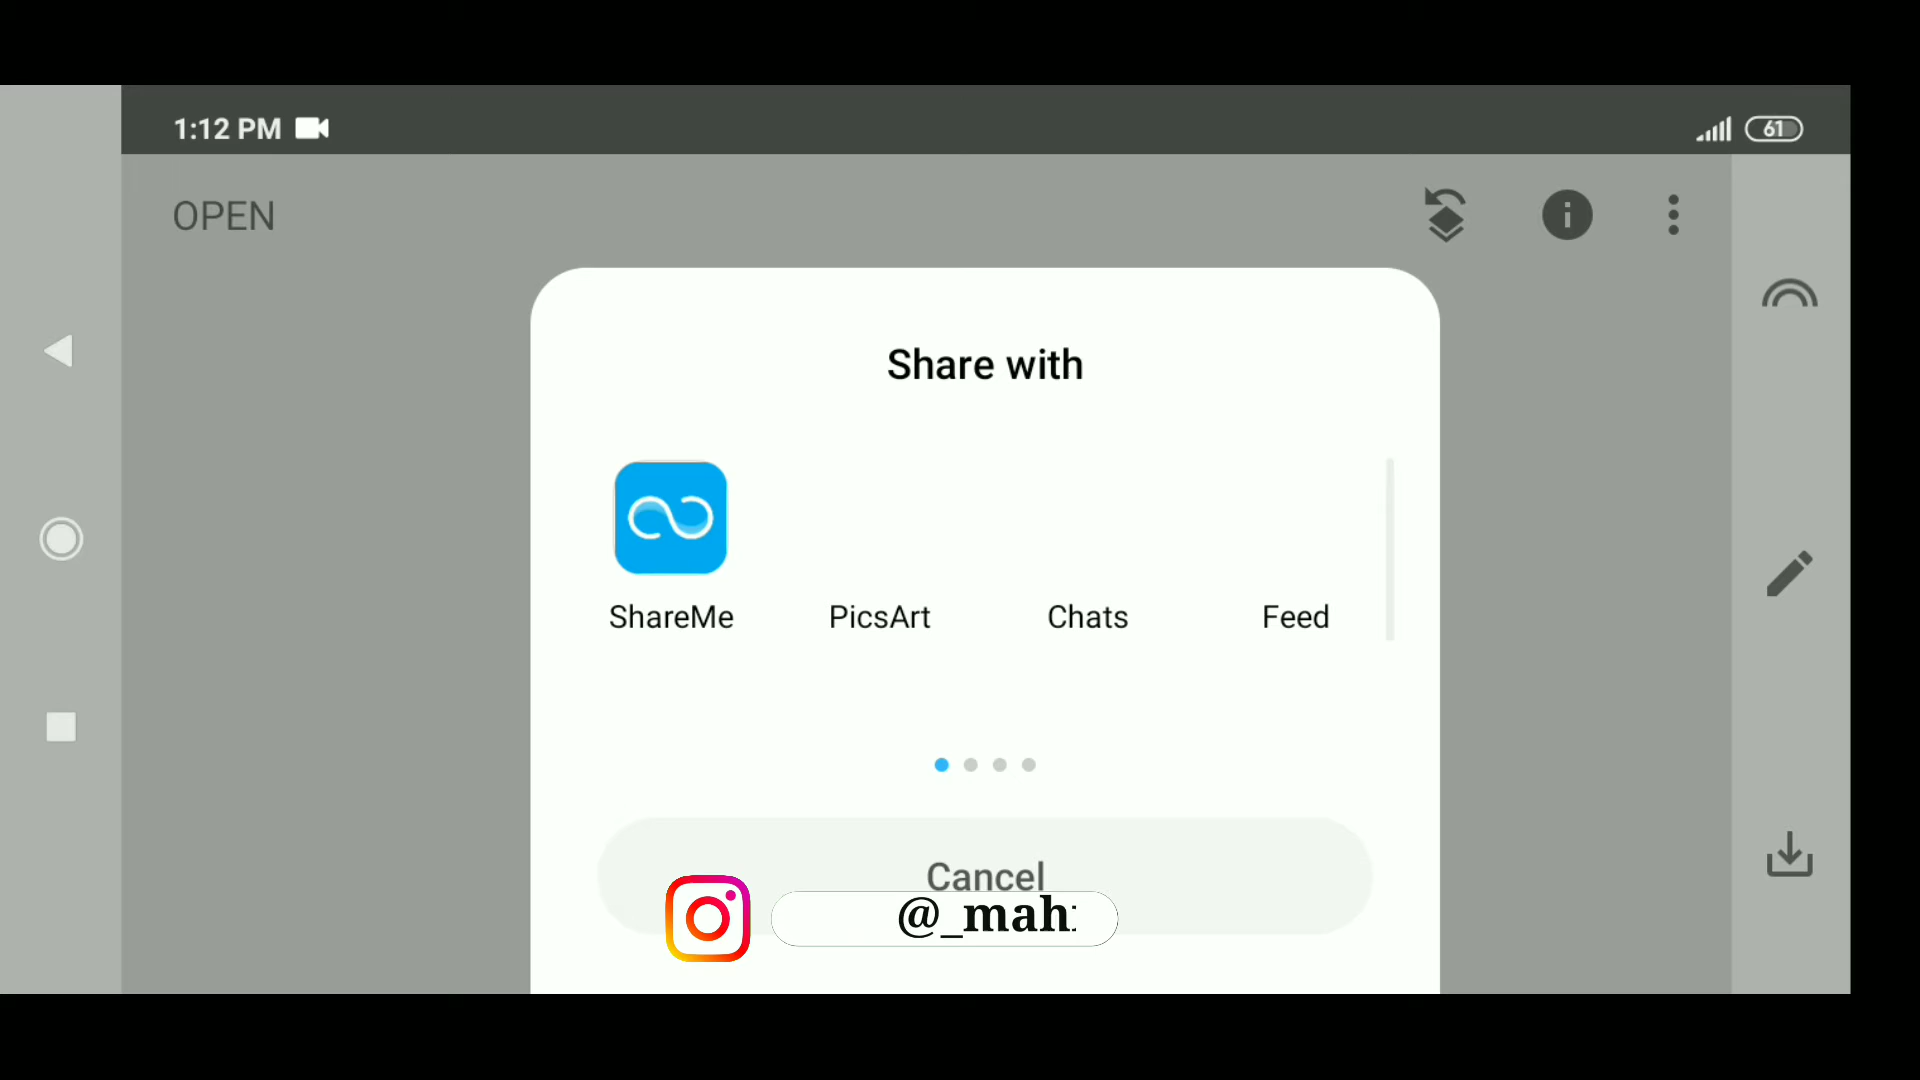 1:12 PM
61
OPEN
Share with
ShareMe PicsArt Chats Feed
Cancel
@_mah